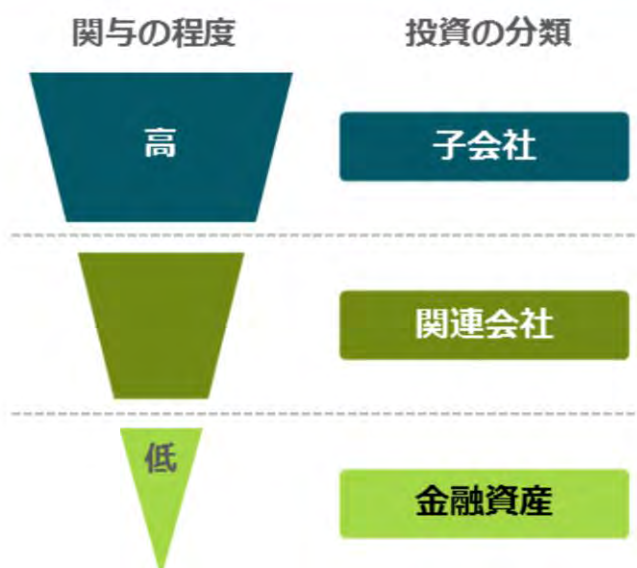 関与の程度
投資の分類
高
子会社
関連会社
低
金融資産